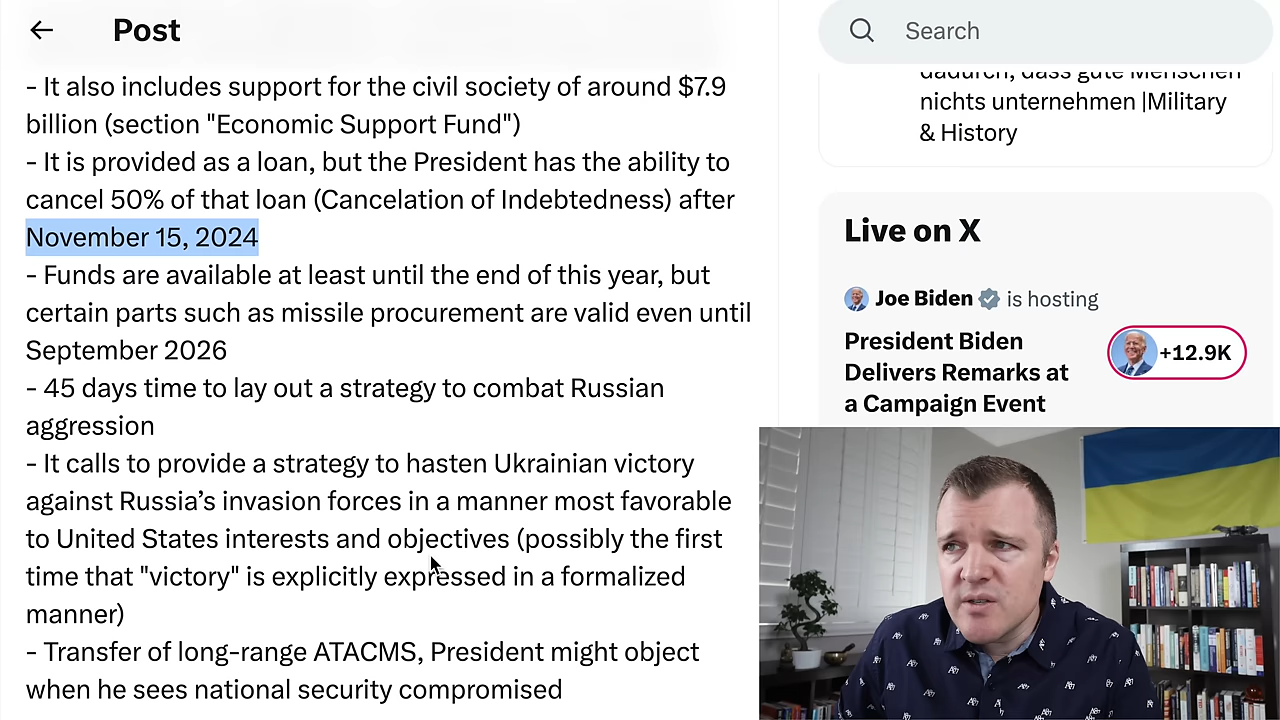 Post
- It also includes support for the civil society of around $7.9
billion (section "Economic Support Fund")
- It is provided as a loan, but the President has the ability to
cancel 50% of that loan (Cancelation of Indebtedness) after
November 15, 2024
- Funds are available at least until the end of this year, but
certain parts such as missile procurement are valid even until
September 2026
- 45 days time to lay out a strategy to combat Russian
aggression
- It calls to provide a strategy to hasten Ukrainian victory
against Russia’s invasion forces in a manner most favorable
to United States interests and objectives (possibly the first
time that "victory" is explicitly expressed in a formalized
manner)
- Transfer of long-range ATACMS, President might object
when he sees national security compromised
Search
dadurch, dass gute Menschen
nichts unternehmen |Military
& History
Live on X
Joe Biden is hosting
President Biden
Delivers Remarks at
a Campaign Event
+12.9K